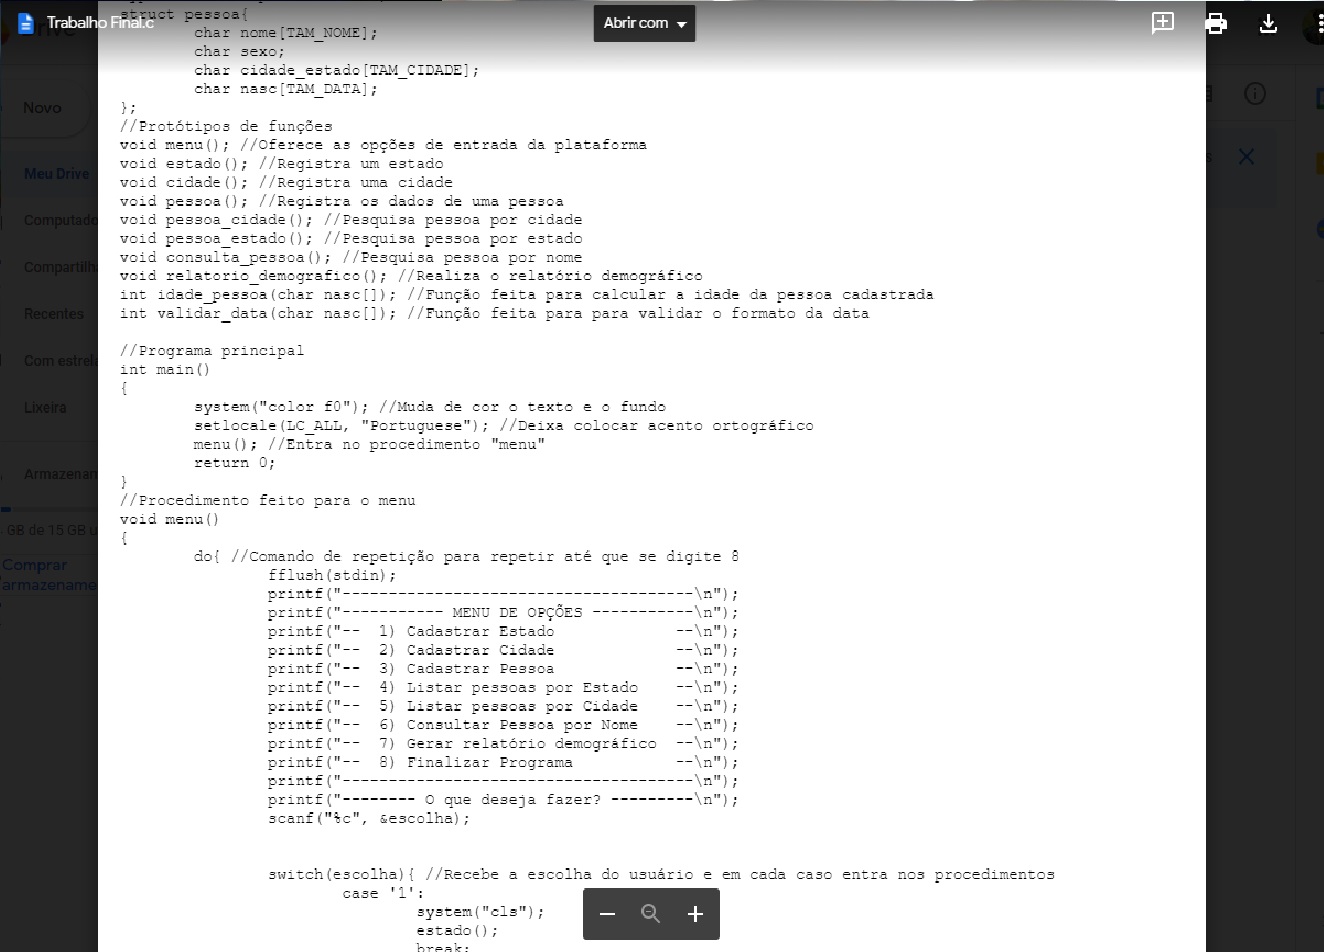 struct pessoa{
Trabalho Final.c
Abrir com
char nome[TAM_NOME];
char sexo;
char cidade_estado[TAM_CIDADE];
char nasc[TAM_DATA];
};
//Protótipos de funções
void menu(); //Oferece as opções de entrada da plataforma
void estado(); //Registra um estado
void cidade(); //Registra uma cidade
void pessoa(); //Registra os dados de uma pessoa
void pessoa_cidade(); //Pesquisa pessoa por cidade
void pessoa_estado(); //Pesquisa pessoa por estado
void consulta_pessoa(); //Pesquisa pessoa por nome
void relatorio_demografico(); //Realiza o relatório demográfico
int idade_pessoa(char nasc[]); //Função feita para calcular a idade da pessoa cadastrada
int validar_data(char nasc[]); //Função feita para para validar o formato da data
//Programa principal
int main()
{
system("color f0"); //Muda de cor o texto e o fundo
setlocale(LC_ALL, "Portuguese"); //Deixa colocar acento ortográfico
menu(); //Entra no procedimento "menu"
return 0;
}
//Procedimento feito para o menu
void menu()
{
do{ //Comando de repetição para repetir até que se digite 8
fflush(stdin);
printf("--------------------------------------\n");
printf("----------- MENU DE OPÇÕES -----------\n");
printf("--  1) Cadastrar Estado             --\n");
printf("--  2) Cadastrar Cidade             --\n");
printf("--  3) Cadastrar Pessoa             --\n");
printf("--  4) Listar pessoas por Estado    --\n");
printf("--  5) Listar pessoas por Cidade    --\n");
printf("--  6) Consultar Pessoa por Nome    --\n");
printf("--  7) Gerar relatório demográfico  --\n");
printf("--  8) Finalizar Programa           --\n");
printf("--------------------------------------\n");
printf("-------- O que deseja fazer? ---------\n");
scanf("%c", &escolha);
switch(escolha){ //Recebe a escolha do usuário e em cada caso entra nos procedimentos
case '1':
system("cls");
estado();
break;
Novo
Meu Drive
Computado
Compartilha
Recentes
Com estrela
Lixeira
Armazenam
GB de 15 GB u
Comprar
armazename